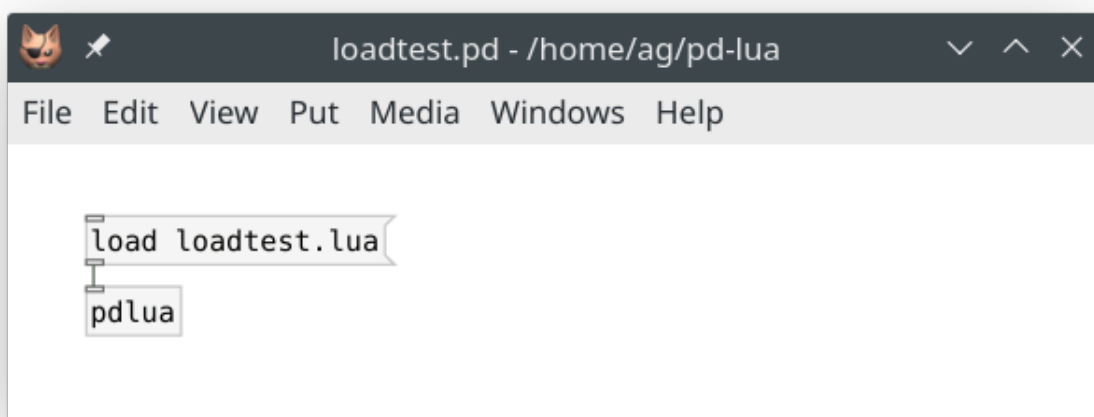 loadtest.pd - /home/ag/pd-lua
File Edit View Put Media Windows Help
load loadtest.lua
pdlua